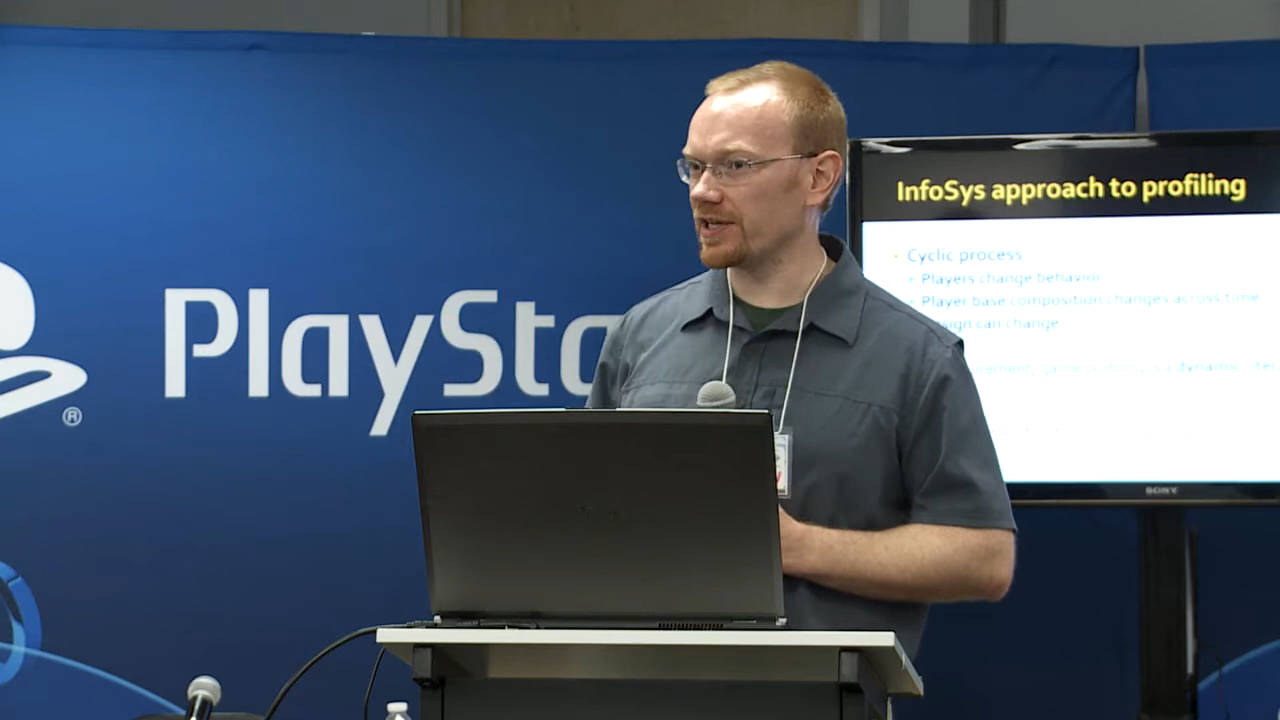 PlaySta
®
InfoSys approach to profiling
Cyclic process
Players change behavior
Player base composition changes across time
sign can change
SONY